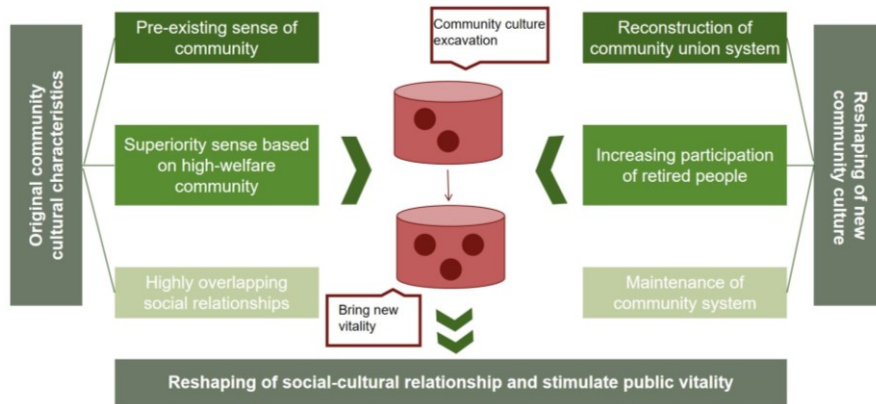 Original community
cultural characteristics
Pre-existing sense of
community
Superiority sense based
on high-welfare
community
Highly overlapping
social relationships
Community culture
excavation
Bring new
vitality
Reconstruction of
community union system
Increasing participation
of retired people
Maintenance of
community system
Reshaping of new
community culture
Reshaping of social-cultural relationship and stimulate public vitality